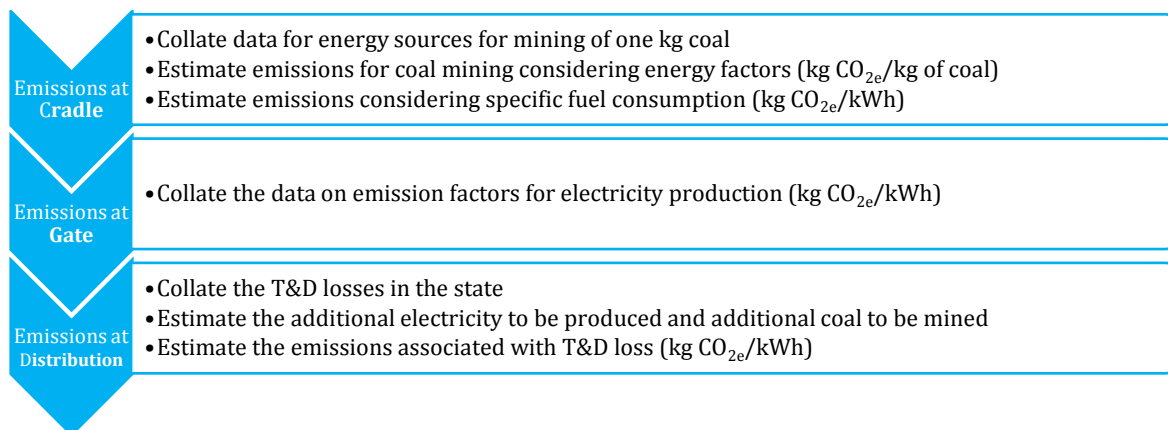 Emissions at
Cradle
•Collate data for energy sources for mining of one kg coal
•Estimate emissions for coal mining considering energy factors (kg CO2e/kg of coal)
•Estimate emissions considering specific fuel consumption (kg CO2e/kWh)
Emissions at
Gate
•Collate the data on emission factors for electricity production (kg CO2e/kWh)
Emissions at
Distribution
•Collate the T&D losses in the state
•Estimate the additional electricity to be produced and additional coal to be mined
•Estimate the emissions associated with T&D loss (kg CO2e/kWh)